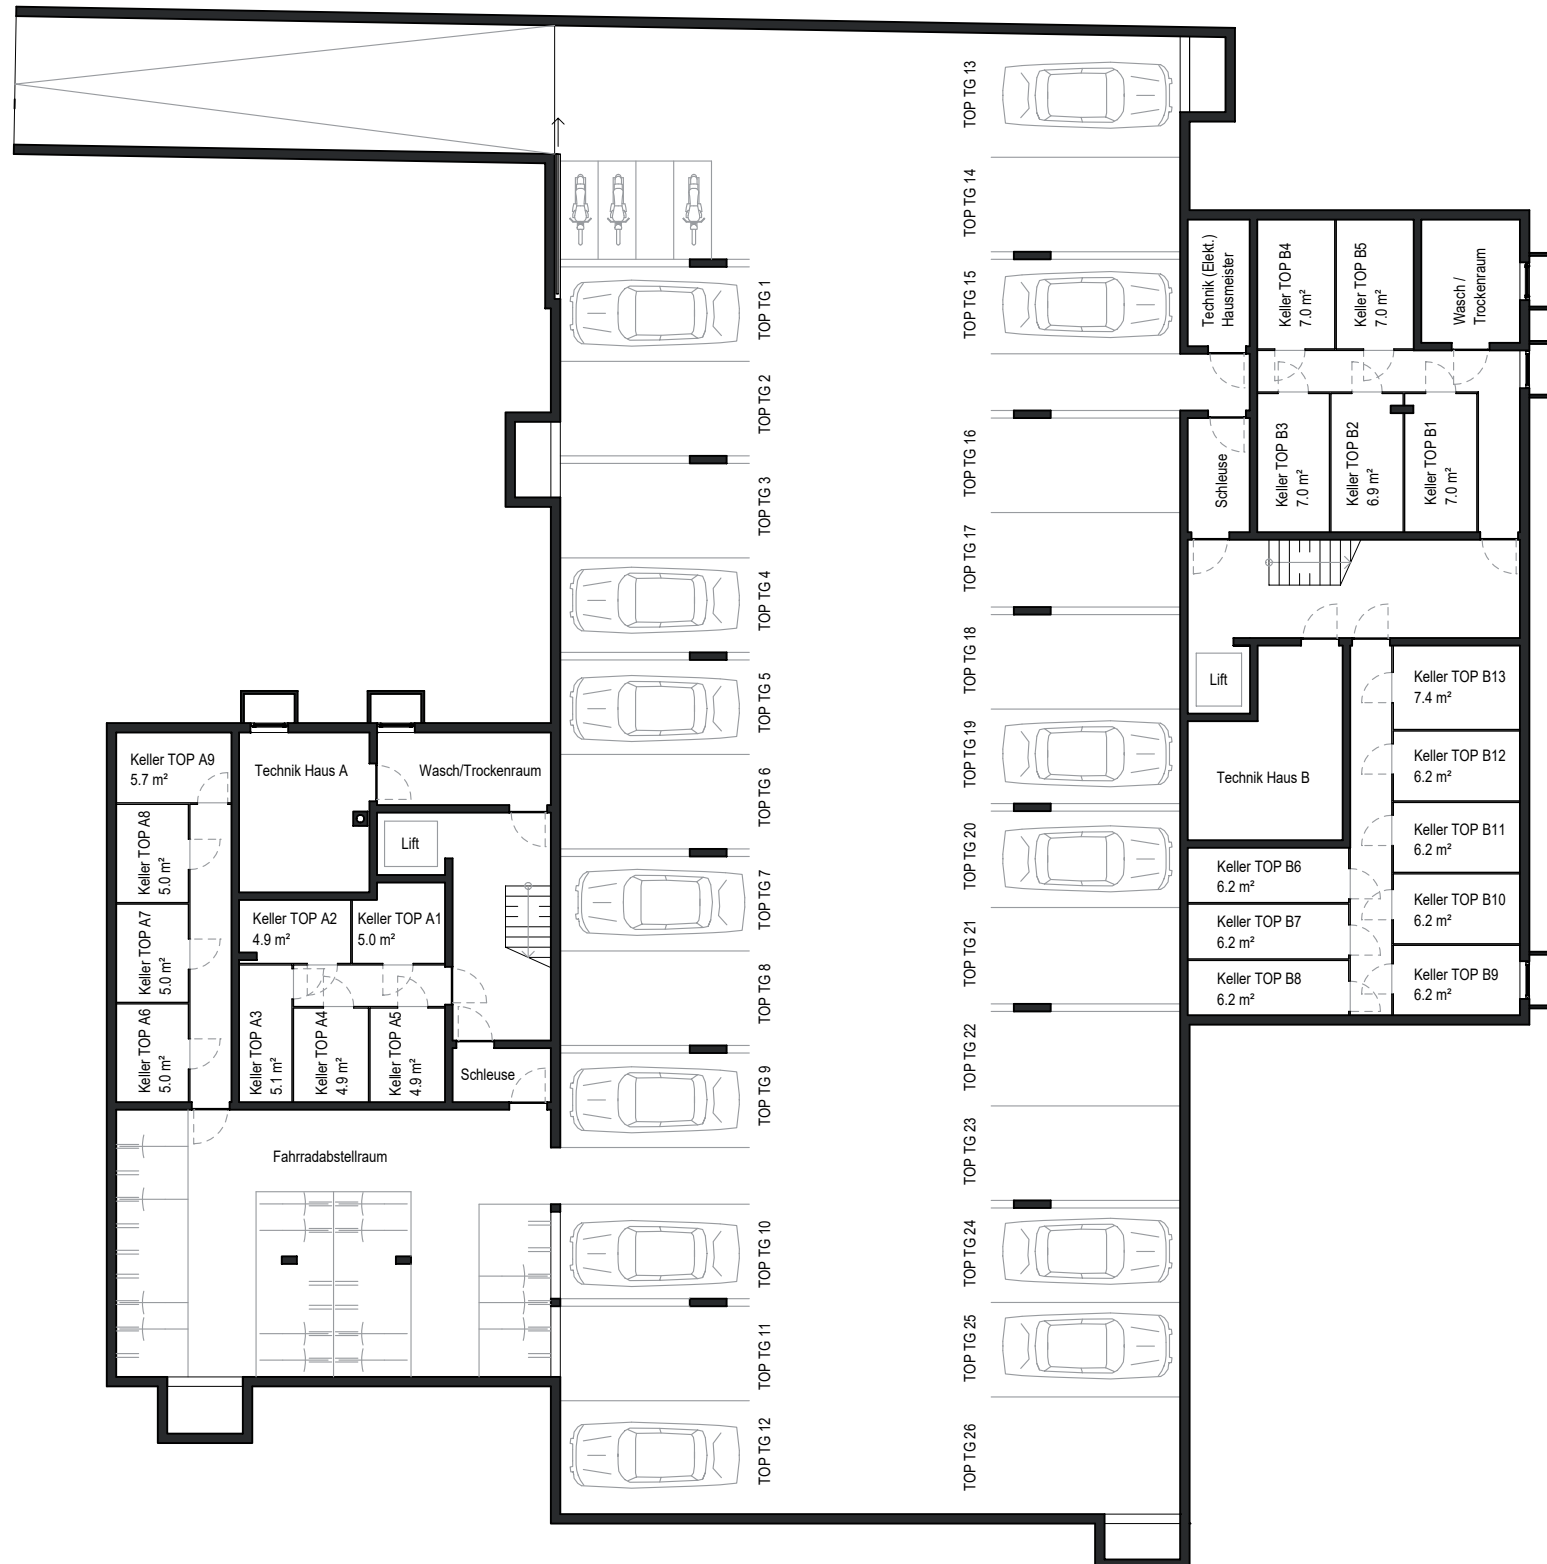 TOP TG 13
TOP TG 14
TOP TG 15
TOP TG 16
TOP TG 17
TOP TG 18
TOP TG 19
TOP TG 20
TOP TG 21
TOP TG 22
TOP TG 23
TOP TG 24
TOP TG 25
TOP TG 26
TOP TG 1
TOP TG 2
TOP TG 3
TOP TG 4
TOP TG 5
TOP TG 6
TOP TG 7
TOP TG 8
TOP TG 9
TOP TG 10
TOP TG 11
TOP TG 12
Technik (Elekt.)
Hausmeister
Keller TOP B4
7.0 m²
Keller TOP B5
7.0 m²
Wasch /
Trockenraum
Schleuse
Keller TOP B3
7.0 m²
Keller TOP B2
6.9 m²
Keller TOP B1
7.0 m²
Lift
Technik Haus B
Keller TOP B13
7.4 m²
Keller TOP B12
6.2 m²
Keller TOP B11
6.2 m²
Keller TOP B10
6.2 m²
Keller TOP B9
6.2 m²
Keller TOP B6
6.2 m²
Keller TOP B7
6.2 m²
Keller TOP B8
6.2 m²
Keller TOP A9
5.7 m²
Technik Haus A
Wasch/Trockenraum
Lift
Keller TOP A8
5.0 m²
Keller TOP A7
5.0 m²
Keller TOP A6
5.0 m²
Keller TOP A2
4.9 m²
Keller TOP A1
5.0 m²
Keller TOP A3
5.1 m²
Keller TOP A4
4.9 m²
Keller TOP A5
4.9 m²
Schleuse
Fahrradabstellraum